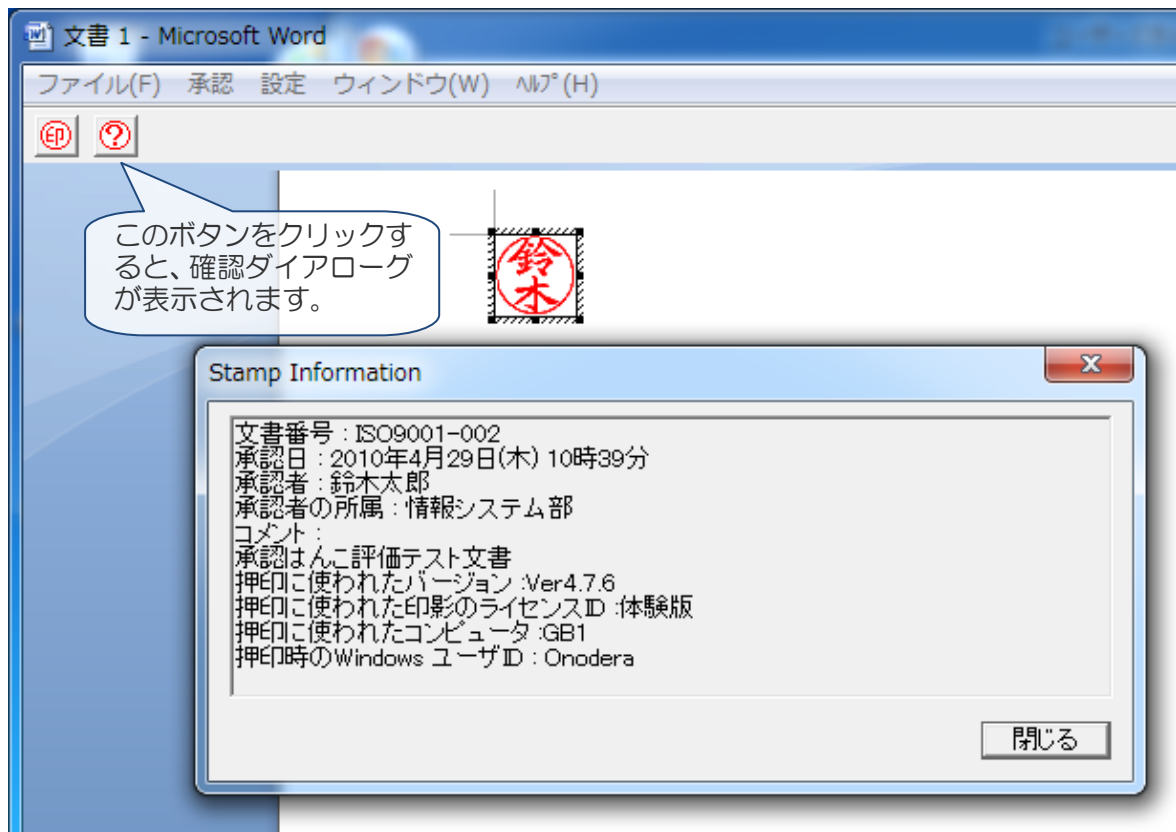 文書 1 - Microsoft Word
ファイル(F) 承認 設定 ウィンドウ(W) ﾍﾙﾌﾟ(H)
印 ?
このボタンをクリックす
ると、確認ダイアローグ
が表示されます。
鈴
木
Stamp Information
文書番号：ISO9001-002
承認日：2010年4月29日(木) 10時39分
承認者：鈴木太郎
承認者の所属：情報システム部
コメント：
承認はんこ評価テスト文書
押印に使われたバージョン:Ver4.7.6
押印に使われた印影のライセンスID:体験版
押印に使われたコンピュータ:GB1
押印時のWindows ユーザID：Onodera
閉じる